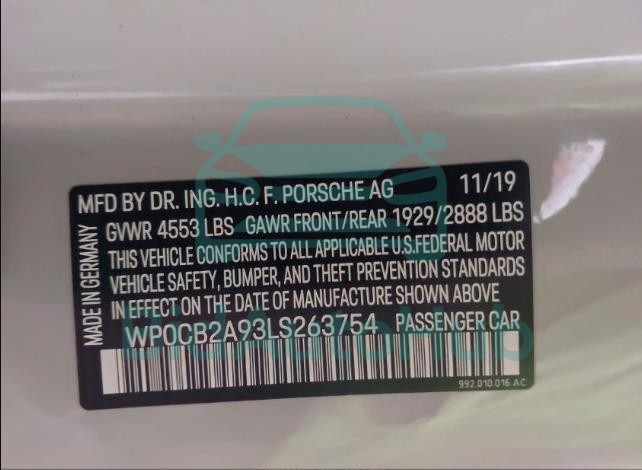 MFD BY DR. ING. H.C. F. PORSCHE AG 11/19
GVWR 4553 LBS GAWR FRONT/REAR 1929/2888 LBS
THIS VEHICLE CONFORMS TO ALL APPLICABLE U.S. FEDERAL MOTOR
VEHICLE SAFETY, BUMPER, AND THEFT PREVENTION STANDARDS
IN EFFECT ON THE DATE OF MANUFACTURE SHOWN ABOVE
WP0CB2A93LS263754 PASSENGER CAR
992.010.016 AC
MADE IN GERMANY